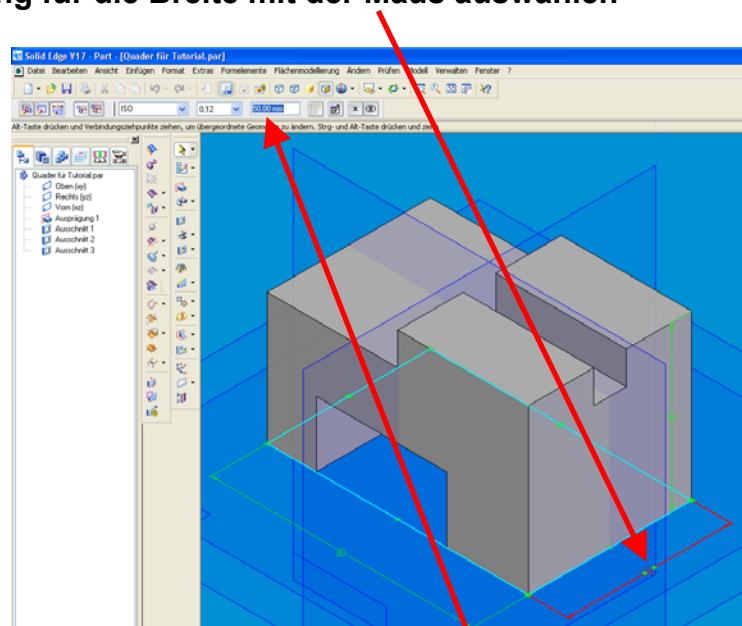 ng für die Breite mit der Maus auswählen
Solid Edge V17 - Part - [Quader für Tutorial.par]
Datei Bearbeiten Ansicht Einfügen Format Extras Formelemente Flächenmodellierung Ändern Prüfen Modell Verwalten Fenster ?
ISO 0,12 50,00 mm
Alt-Taste drücken und Verbindungsziehpunkte ziehen, um übergeordnete Geome zu ändern. Strg- und Alt-Taste drücken und zie
Quader für Tutorial.par
Oben (xy)
Rechts (yz)
Vorn (xz)
Ausprägung 1
Ausschnitt 1
Ausschnitt 2
Ausschnitt 3
80